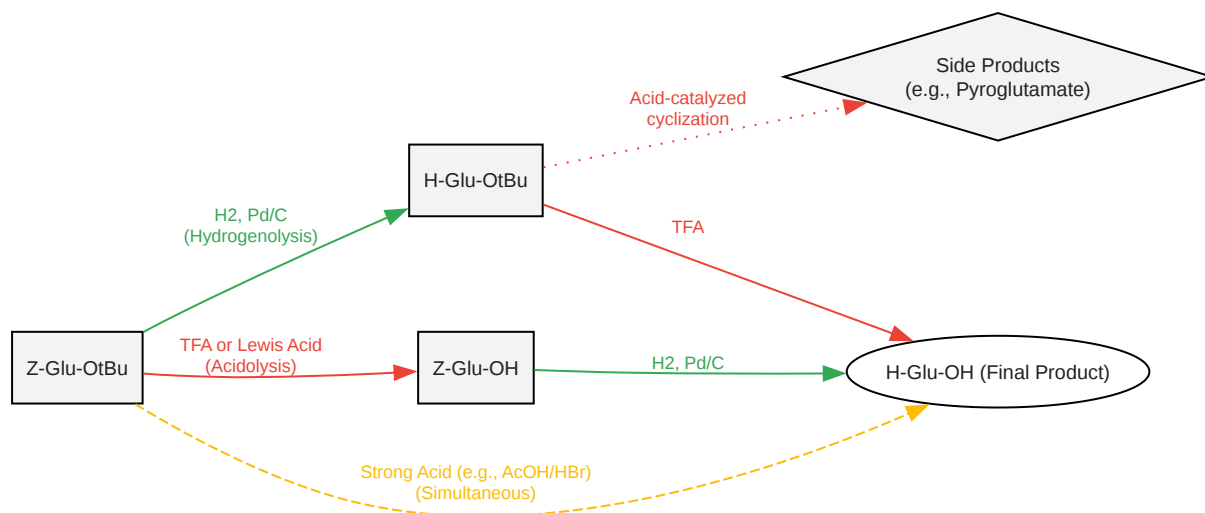 Side Products
(e.g., Pyroglutamate)
Acid-catalyzed
cyclization
H-Glu-OtBu
H2, Pd/C
(Hydrogenolysis)
TFA
Z-Glu-OtBu
TFA or Lewis Acid
(Acidolysis)
Z-Glu-OH
H2, Pd/C
H-Glu-OH (Final Product)
Strong Acid (e.g., AcOH/HBr)
(Simultaneous)